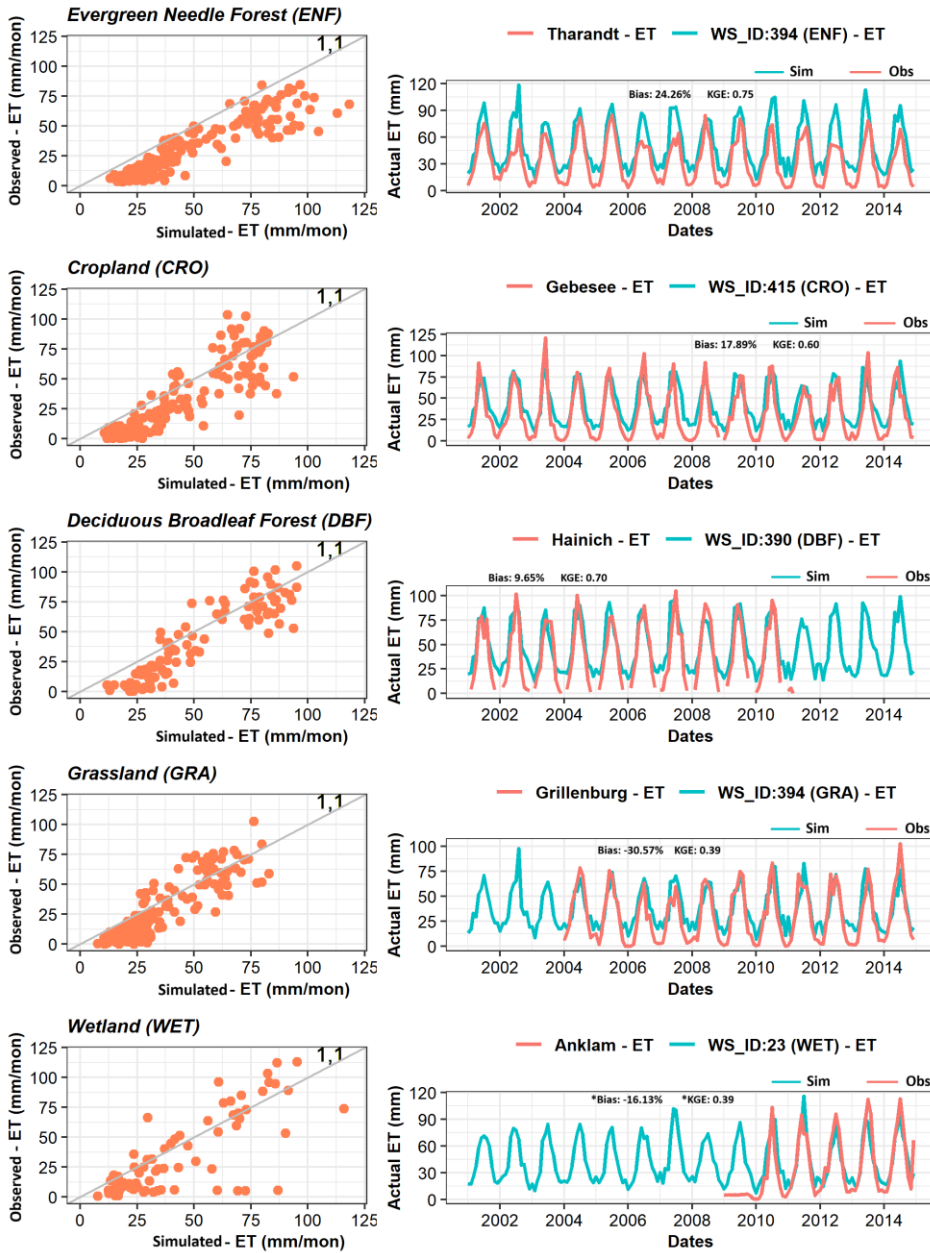 Evergreen Needle Forest (ENF)
1,1
Observed - ET (mm/mon)
125
100
75
50
25
0
0 25 50 75 100 125
Simulated - ET (mm/mon)
Tharandt - ET WS_ID:394 (ENF) - ET
Sim Obs
Bias: 24.26% KGE: 0.75
Actual ET (mm)
120
90
60
30
0
2002 2004 2006 2008 2010 2012 2014
Dates
Cropland (CRO)
1,1
Observed - ET (mm/mon)
125
100
75
50
25
0
0 25 50 75 100 125
Simulated - ET (mm/mon)
Gebesee - ET WS_ID:415 (CRO) - ET
Sim Obs
Bias: 17.89% KGE: 0.60
Actual ET (mm)
125
100
75
50
25
0
2002 2004 2006 2008 2010 2012 2014
Dates
Deciduous Broadleaf Forest (DBF)
1,1
Observed - ET (mm/mon)
125
100
75
50
25
0
0 25 50 75 100 125
Simulated - ET (mm/mon)
Hainich - ET WS_ID:390 (DBF) - ET
Sim Obs
Bias: 9.65% KGE: 0.70
Actual ET (mm)
100
75
50
25
0
2002 2004 2006 2008 2010 2012 2014
Dates
Grassland (GRA)
1,1
Observed - ET (mm/mon)
125
100
75
50
25
0
0 25 50 75 100 125
Simulated - ET (mm/mon)
Grillenburg - ET WS_ID:394 (GRA) - ET
Sim Obs
Bias: -30.57% KGE: 0.39
Actual ET (mm)
100
75
50
25
0
2002 2004 2006 2008 2010 2012 2014
Dates
Wetland (WET)
1,1
Observed - ET (mm/mon)
125
100
75
50
25
0
0 25 50 75 100 125
Simulated - ET (mm/mon)
Anklam - ET WS_ID:23 (WET) - ET
Sim Obs
*Bias: -16.13% *KGE: 0.39
Actual ET (mm)
120
90
60
30
0
2002 2004 2006 2008 2010 2012 2014
Dates